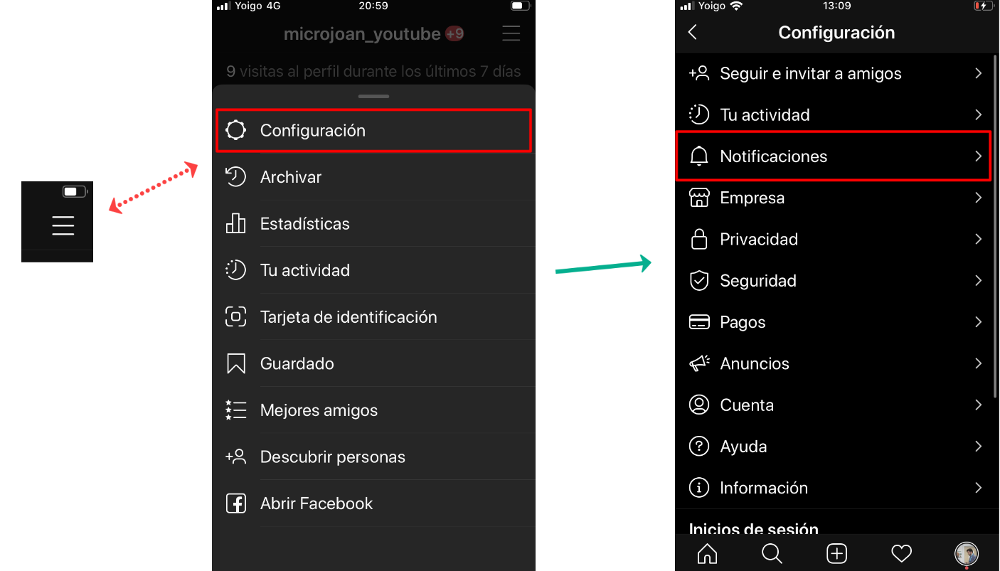 Yoigo 4G 20:59
microjoan_youtube +9
9 visitas al perfil durante los últimos 7 días
Configuración
Archivar
Estadísticas
Tu actividad
Tarjeta de identificación
Guardado
Mejores amigos
Descubrir personas
Abrir Facebook
Yoigo 13:09
Configuración
Seguir e invitar a amigos
Tu actividad
Notificaciones
Empresa
Privacidad
Seguridad
Pagos
Anuncios
Cuenta
Ayuda
Información
Inicios de sesión